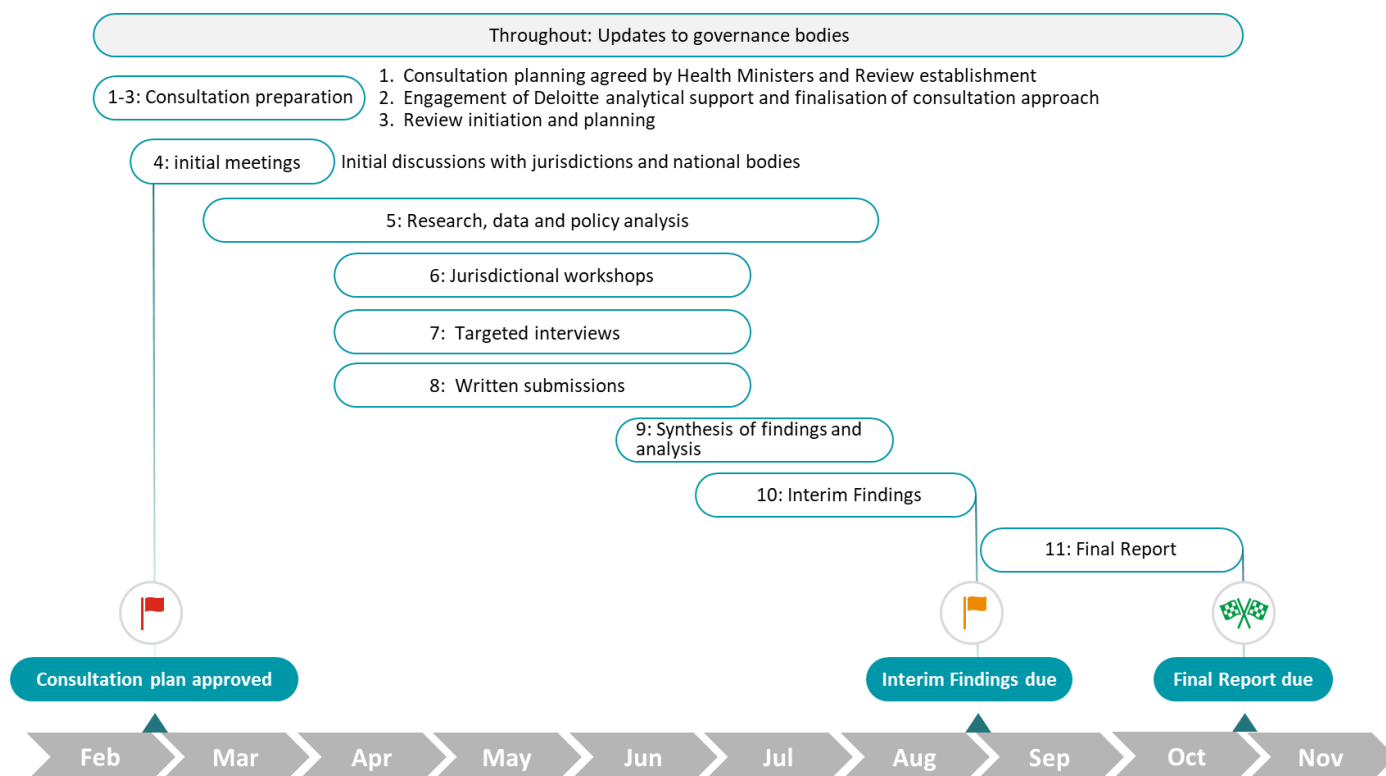 Throughout: Updates to governance bodies
1-3: Consultation preparation
1. Consultation planning agreed by Health Ministers and Review establishment
2. Engagement of Deloitte analytical support and finalisation of consultation approach
3. Review initiation and planning
4: initial meetings
Initial discussions with jurisdictions and national bodies
5: Research, data and policy analysis
6: Jurisdictional workshops
7: Targeted interviews
8: Written submissions
9: Synthesis of findings and
analysis
10: Interim Findings
11: Final Report
Consultation plan approved
Interim Findings due
Final Report due
Feb
Mar
Apr
May
Jun
Jul
Aug
Sep
Oct
Nov